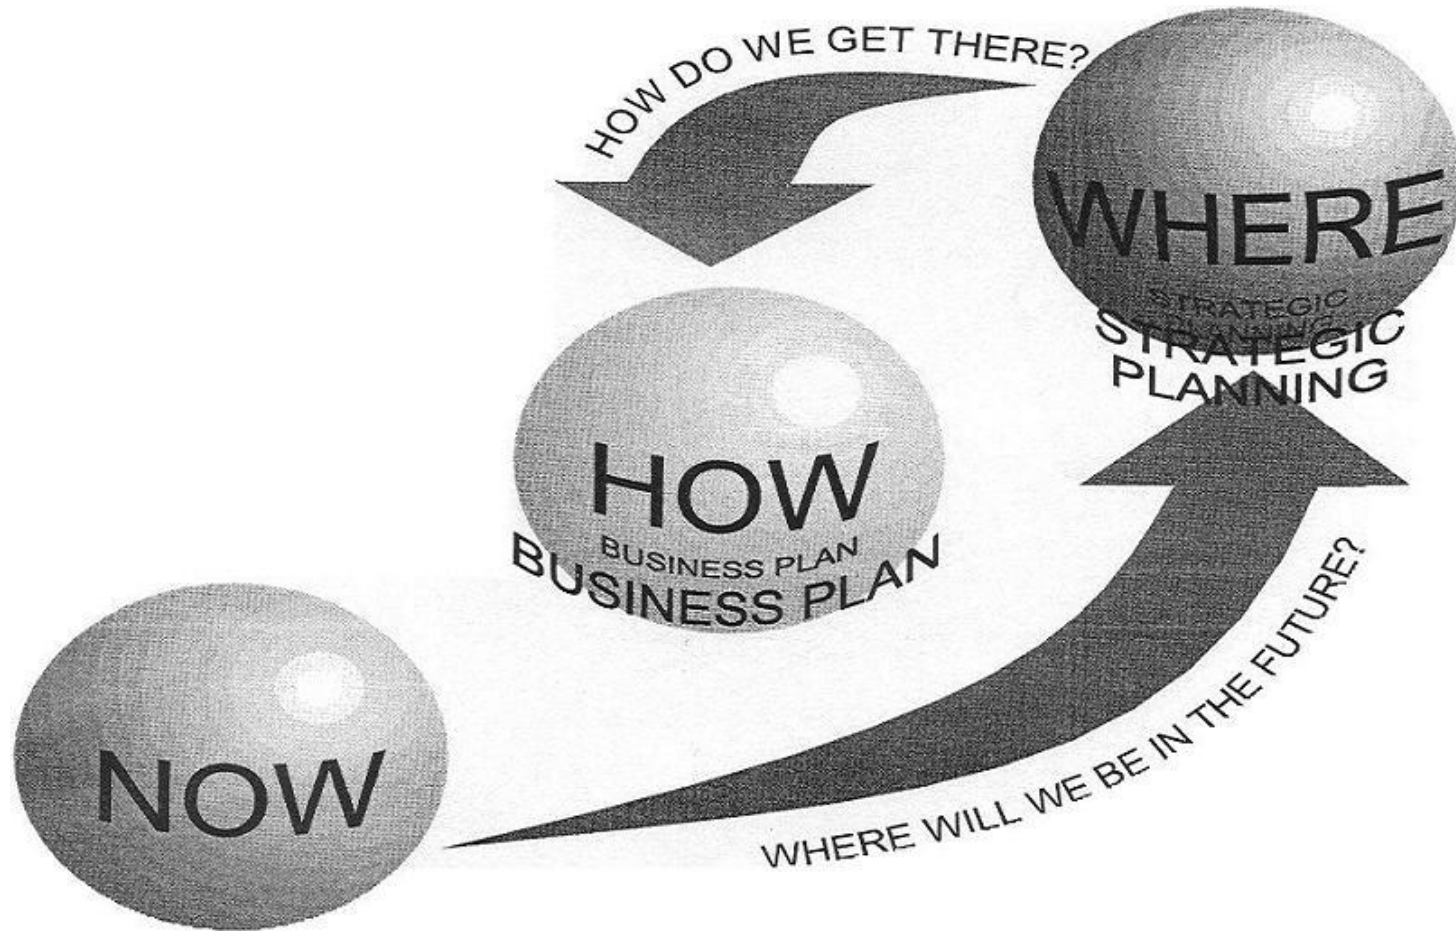 HOW DO WE GET THERE?
WHERE
STRATEGIC
PLANNING
STRATEGIC
PLANNING
HOW
BUSINESS PLAN
BUSINESS PLAN
NOW
WHERE WILL WE BE IN THE FUTURE?